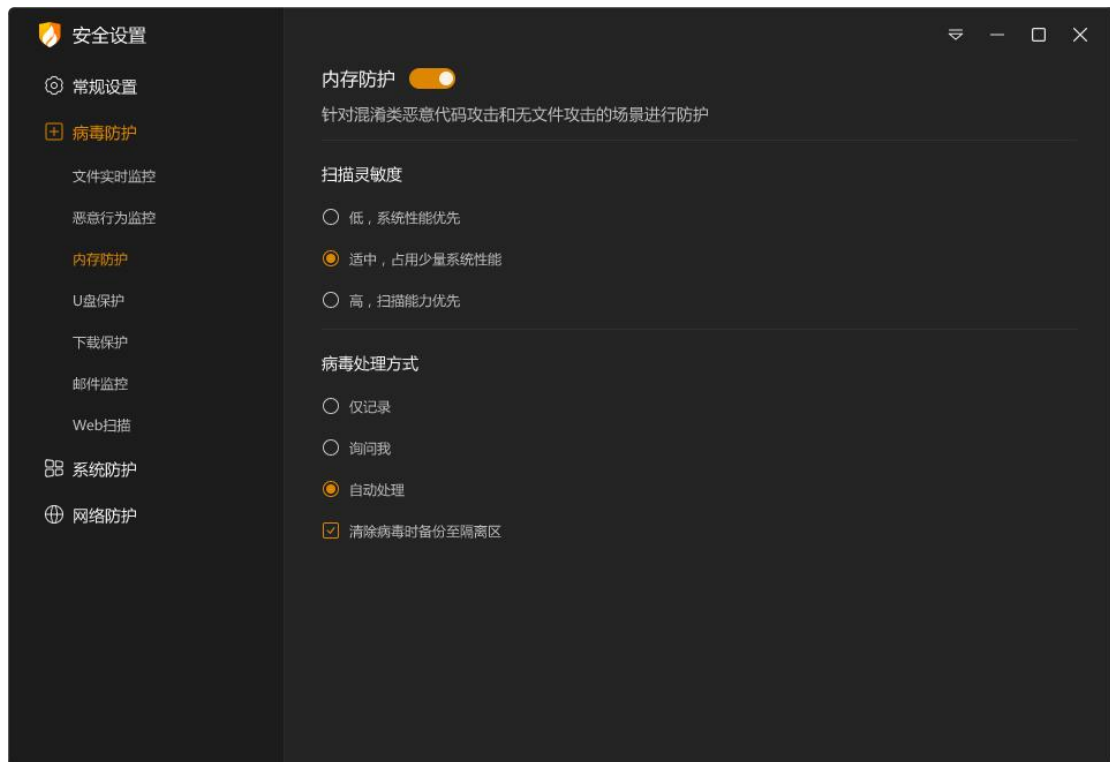 安全设置
常规设置
病毒防护
文件实时监控
恶意行为监控
内存防护
U盘保护
下载保护
邮件监控
Web扫描
系统防护
网络防护
内存防护
针对混淆类恶意代码攻击和无文件攻击的场景进行防护
扫描灵敏度
低，系统性能优先
适中，占用少量系统性能
高，扫描能力优先
病毒处理方式
仅记录
询问我
自动处理
清除病毒时备份至隔离区